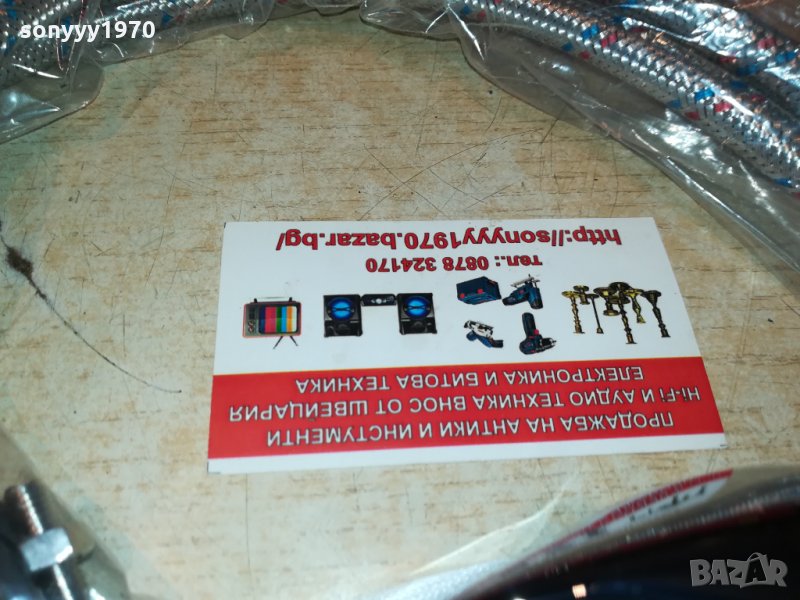 sonyyy1970
ПРОДАЖБА НА АНТИКИ И ИНСТУМЕНТИ
Hi-Fi И АУДИО ТЕХНИКА ВНОС ОТ ШВЕЙЦАРИЯ
ЕЛЕКТРОНИКА И БИТОВА ТЕХНИКА
тел.: 0878 324170
http://sonyyy1970.bazar.bg/
BAZAR